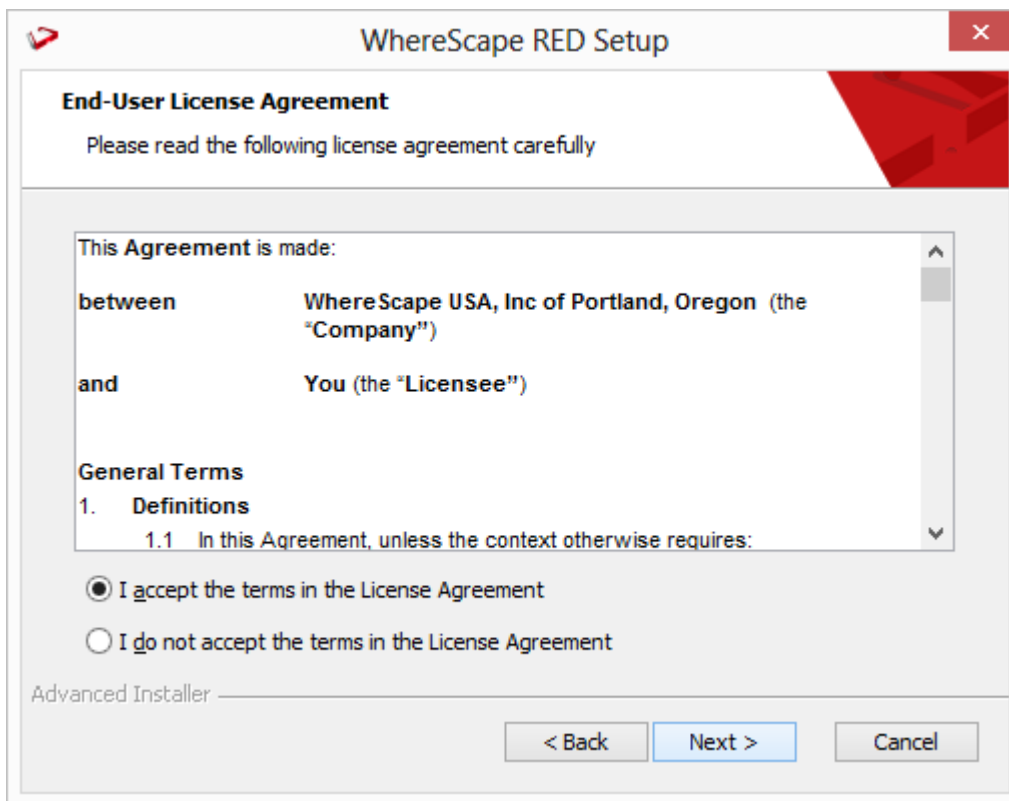 WhereScape RED Setup
End-User License Agreement
Please read the following license agreement carefully
This Agreement is made:
between WhereScape USA, Inc of Portland, Oregon (the
“Company”)
and You (the “Licensee”)
General Terms
1. Definitions
1.1 In this Agreement, unless the context otherwise requires:
I accept the terms in the License Agreement
I do not accept the terms in the License Agreement
Advanced Installer
< Back Next > Cancel